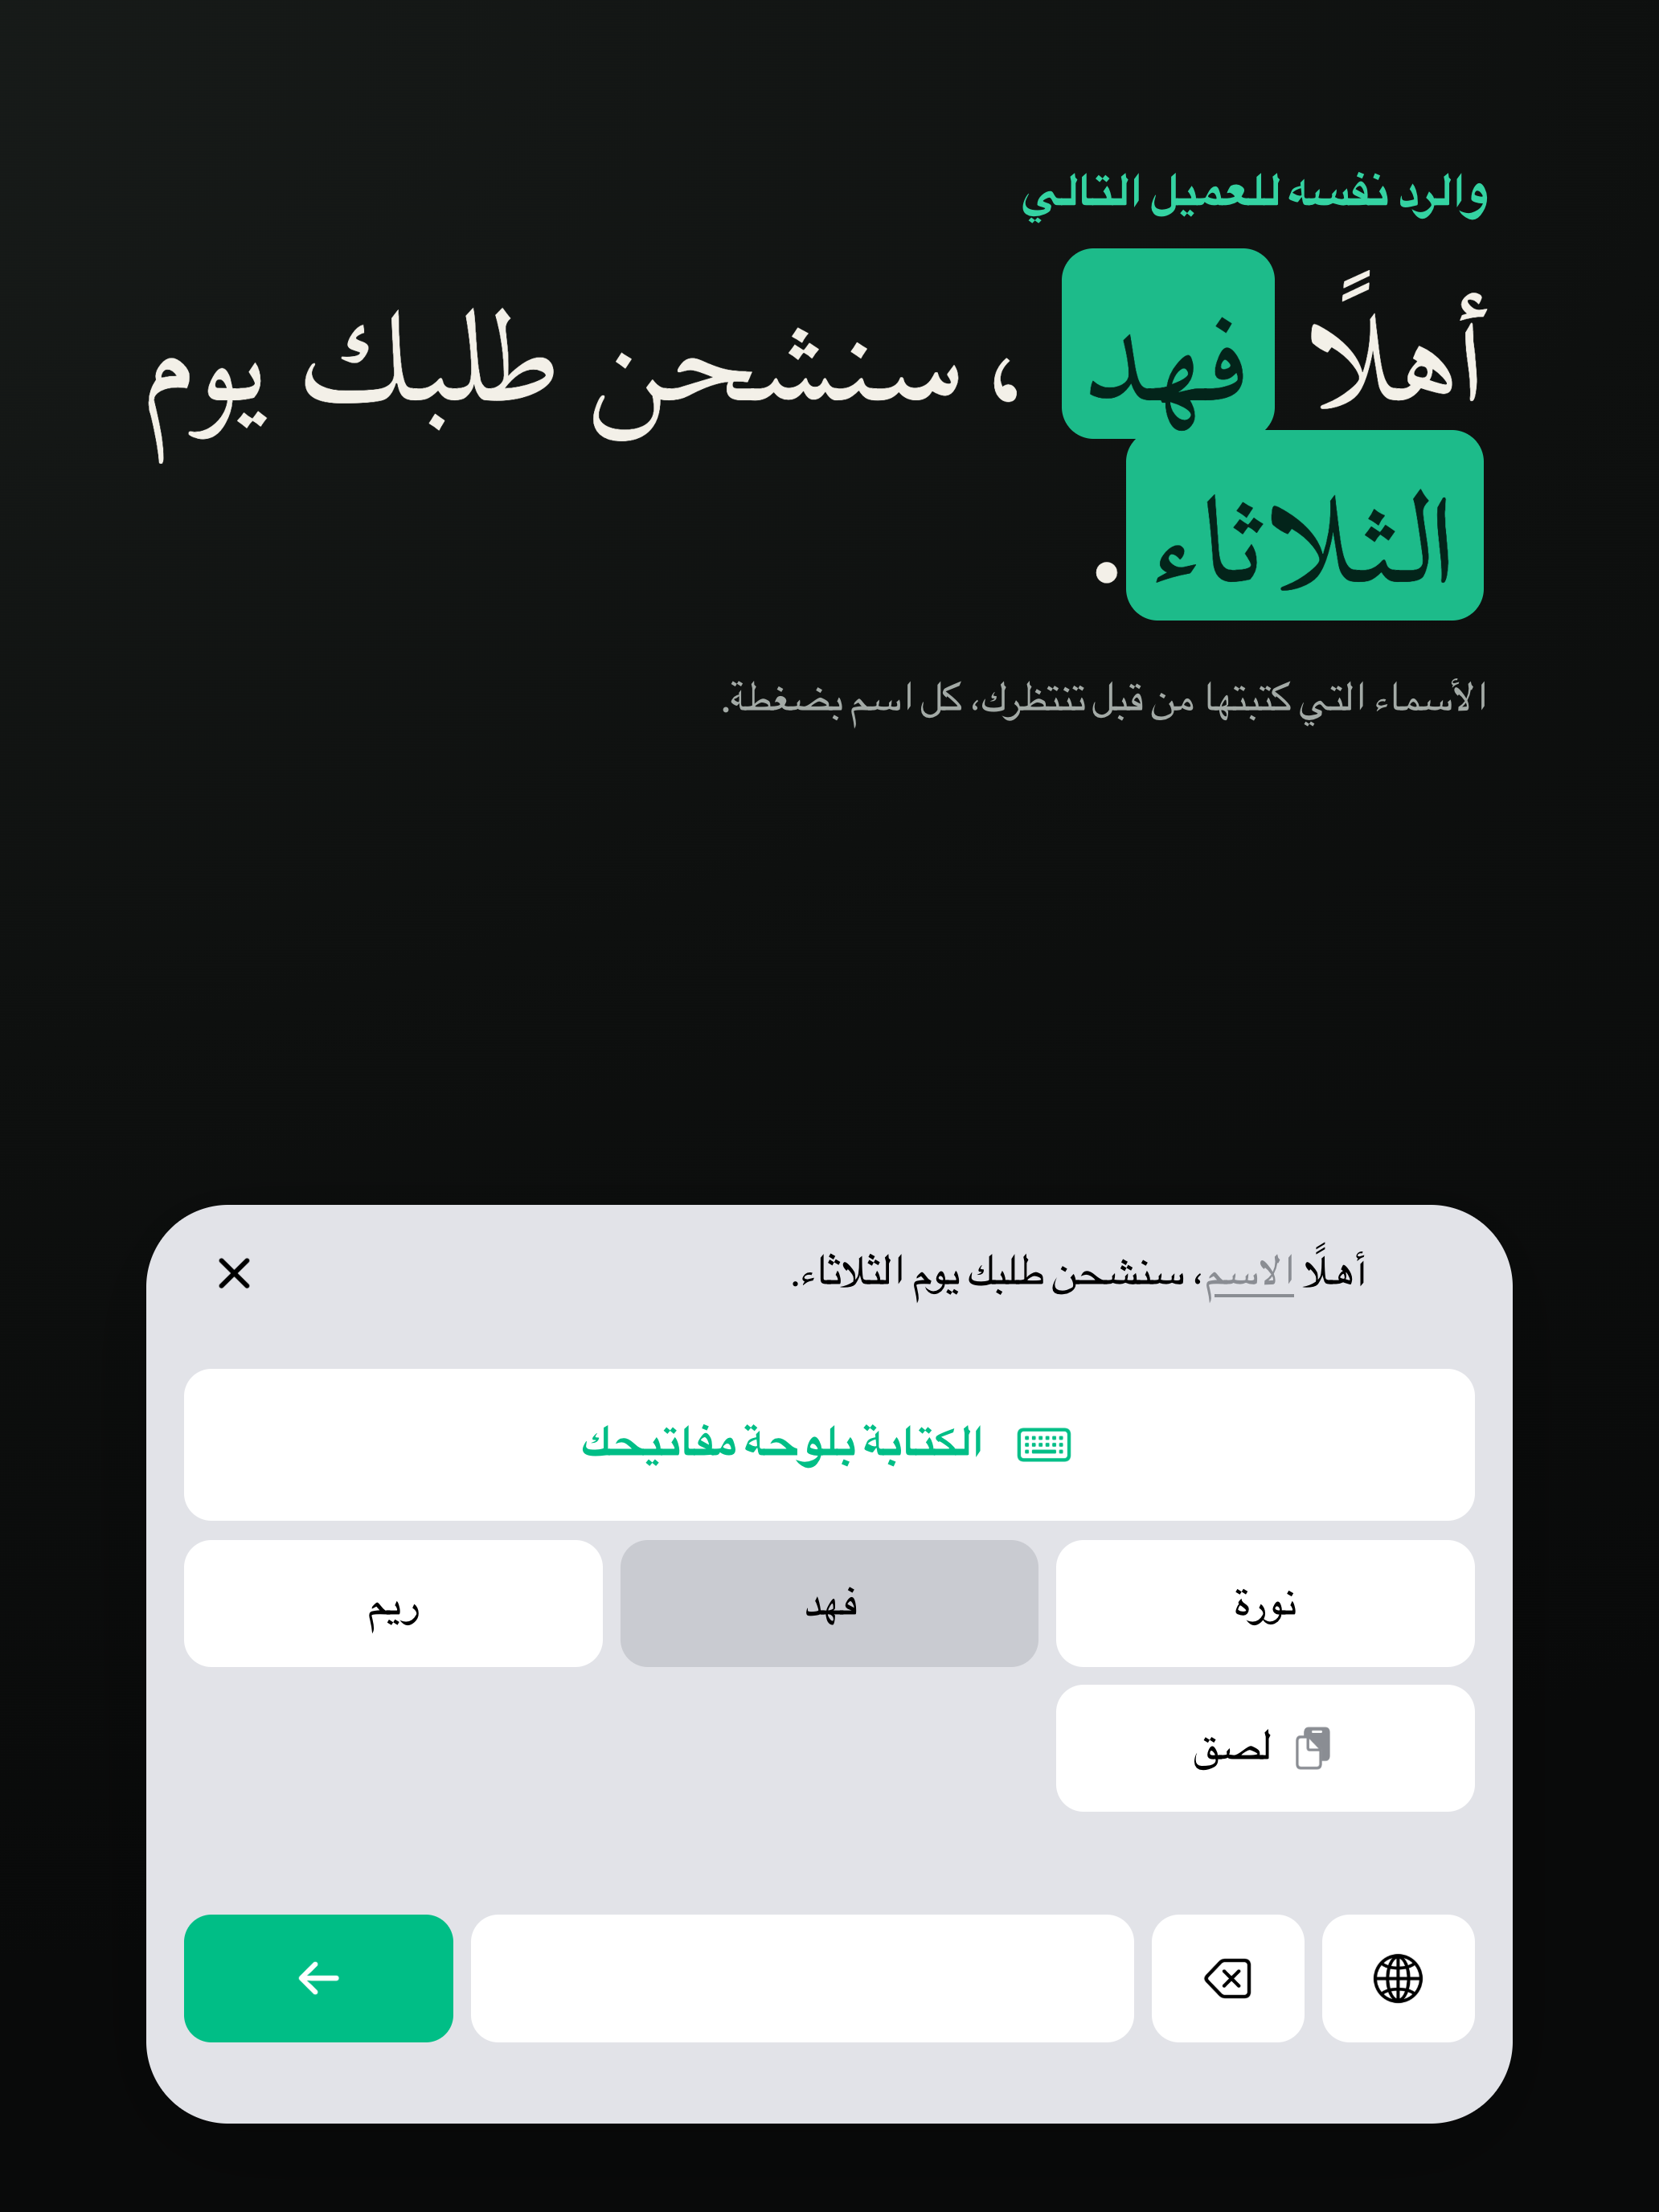 والرد نفسه للعميل التالي
أهلًا فهد، سنشحن طلبك يوم
الثلاثاء.
الأسماء التي كتبتها من قبل تنتظرك، كل اسم بضغطة.
أهلًا الاسم، سنشحن طلبك يوم الثلاثاء.
الكتابة بلوحة مفاتيحك
نورة
فهد
ريم
لصق